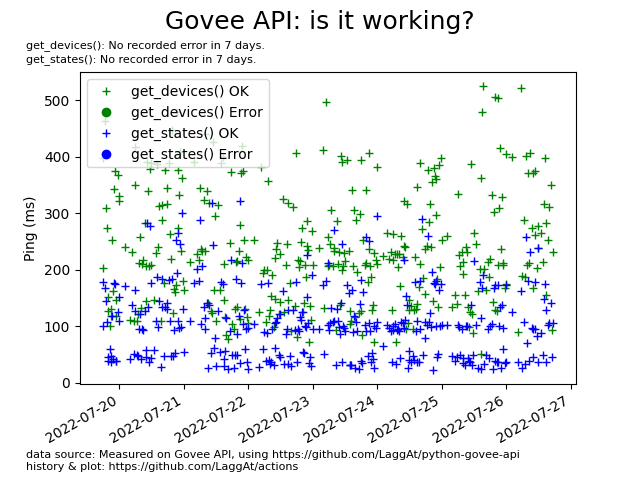 Govee API: is it working?
get_devices(): No recorded error in 7 days.
get_states(): No recorded error in 7 days.
get_devices() OK
get_devices() Error
get_states() OK
get_states() Error
Ping (ms)
500
400
300
200
100
0
2022-07-20
2022-07-21
2022-07-22
2022-07-23
2022-07-24
2022-07-25
2022-07-26
2022-07-27
data source: Measured on Govee API, using https://github.com/LaggAt/python-govee-api
history & plot: https://github.com/LaggAt/actions